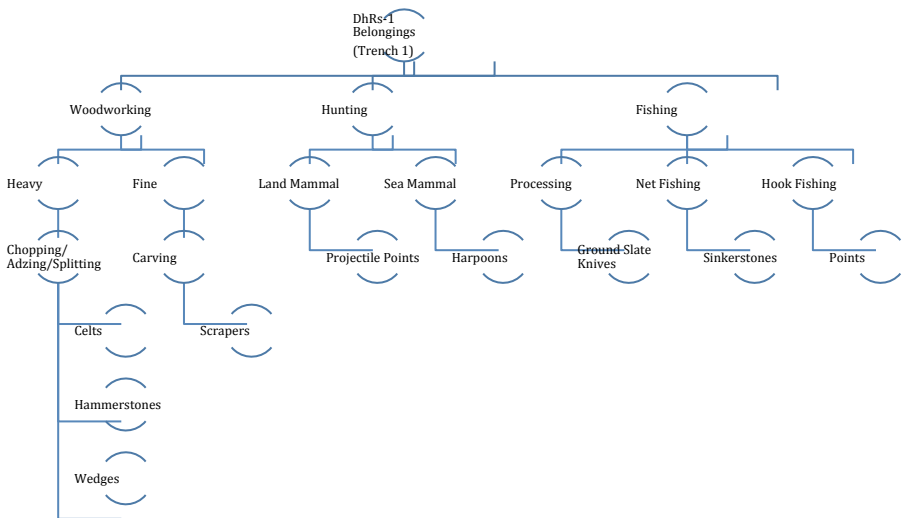 DhRs-1
Belongings
(Trench 1)
Woodworking
Hunting
Fishing
Heavy
Fine
Land Mammal
Sea Mammal
Processing
Net Fishing
Hook Fishing
Chopping/
Adzing/Splitting
Carving
Projectile Points
Harpoons
Ground Slate
Knives
Sinkerstones
Points
Celts
Scrapers
Hammerstones
Wedges